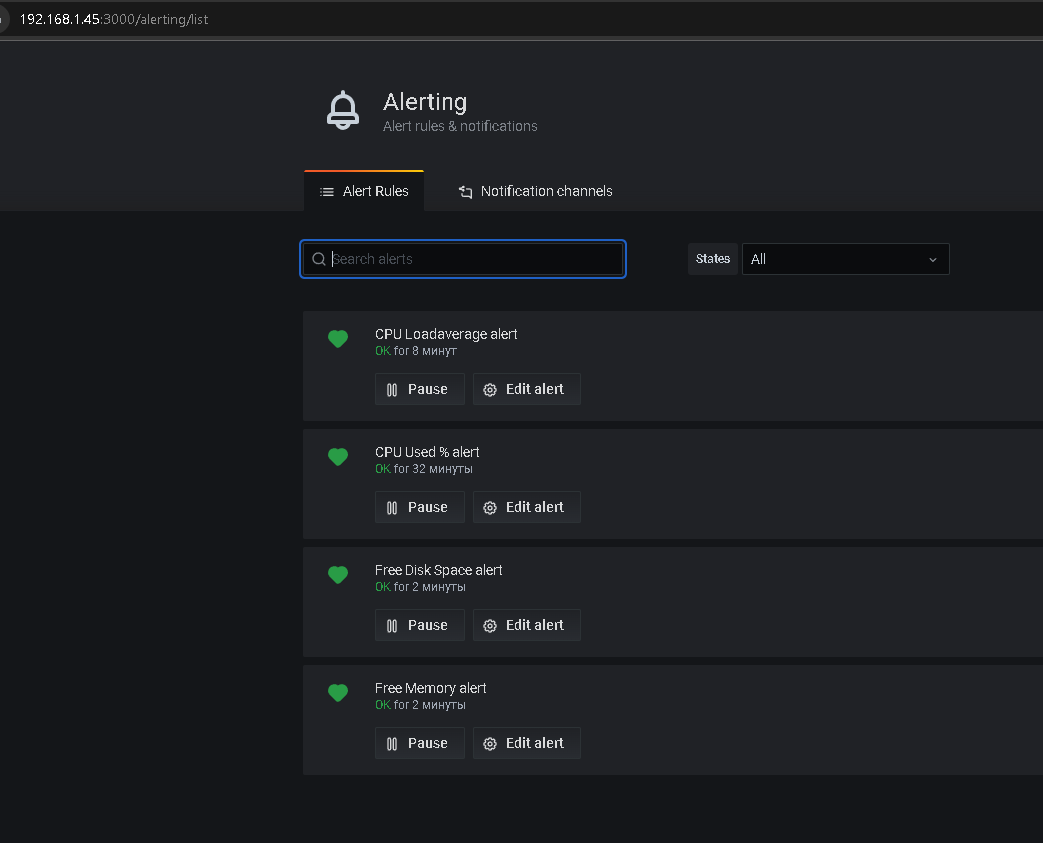 192.168.1.45:3000/alerting/list
Alerting
Alert rules & notifications
Alert Rules
Notification channels
Search alerts
States
All
CPU Loadaverage alert
OK for 8 минут
Pause
Edit alert
CPU Used % alert
OK for 32 минуты
Pause
Edit alert
Free Disk Space alert
OK for 2 минуты
Pause
Edit alert
Free Memory alert
OK for 2 минуты
Pause
Edit alert